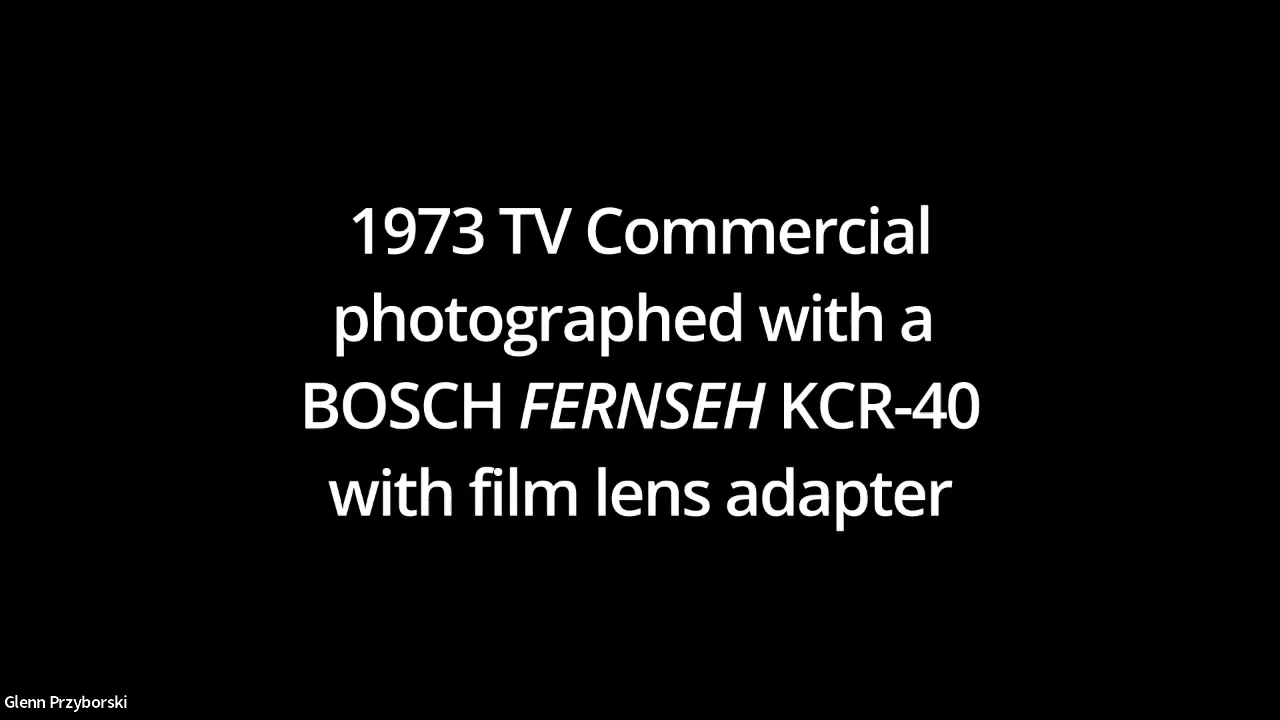 1973 TV Commercial
photographed with a
BOSCH FERNSEH KCR-40
with film lens adapter
Glenn Przyborski